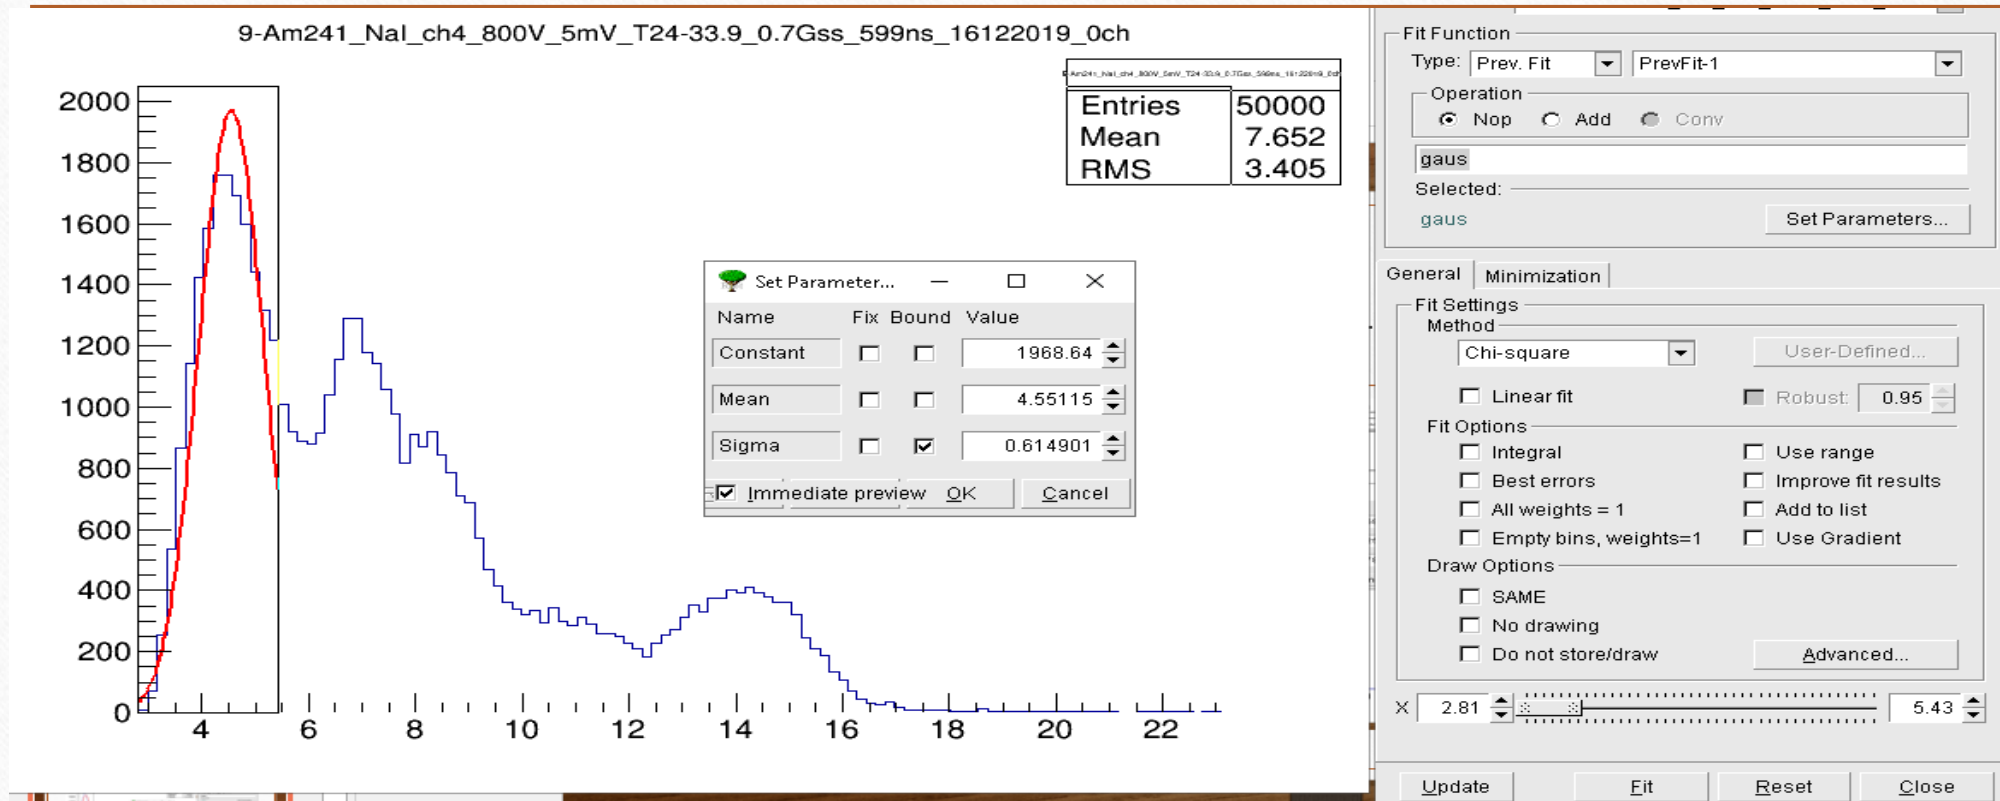 9-Am241_NaI_ch4_800V_5mV_T24-33.9_0.7Gss_599ns_16122019_0ch
9-Am241_NaI_ch4_800V_5mV_T24-33.9_0.7Gss_599ns_16122019_0ch
Entries 50000
Mean 7.652
RMS 3.405
2000
1800
1600
1400
1200
1000
800
600
400
200
0
4 6 8 10 12 14 16 18 20 22
Set Parameter...
Name Fix Bound Value
Constant 1968.64
Mean 4.55115
Sigma 0.614901
Immediate preview OK Cancel
Fit Function
Type: Prev. Fit PrevFit-1
Operation
Nop Add Conv
gaus
Selected:
gaus Set Parameters...
General Minimization
Fit Settings
Method
Chi-square User-Defined...
Linear fit Robust: 0.95
Fit Options
Integral Use range
Best errors Improve fit results
All weights = 1 Add to list
Empty bins, weights=1 Use Gradient
Draw Options
SAME
No drawing
Do not store/draw Advanced...
X 2.81 5.43
Update Fit Reset Close